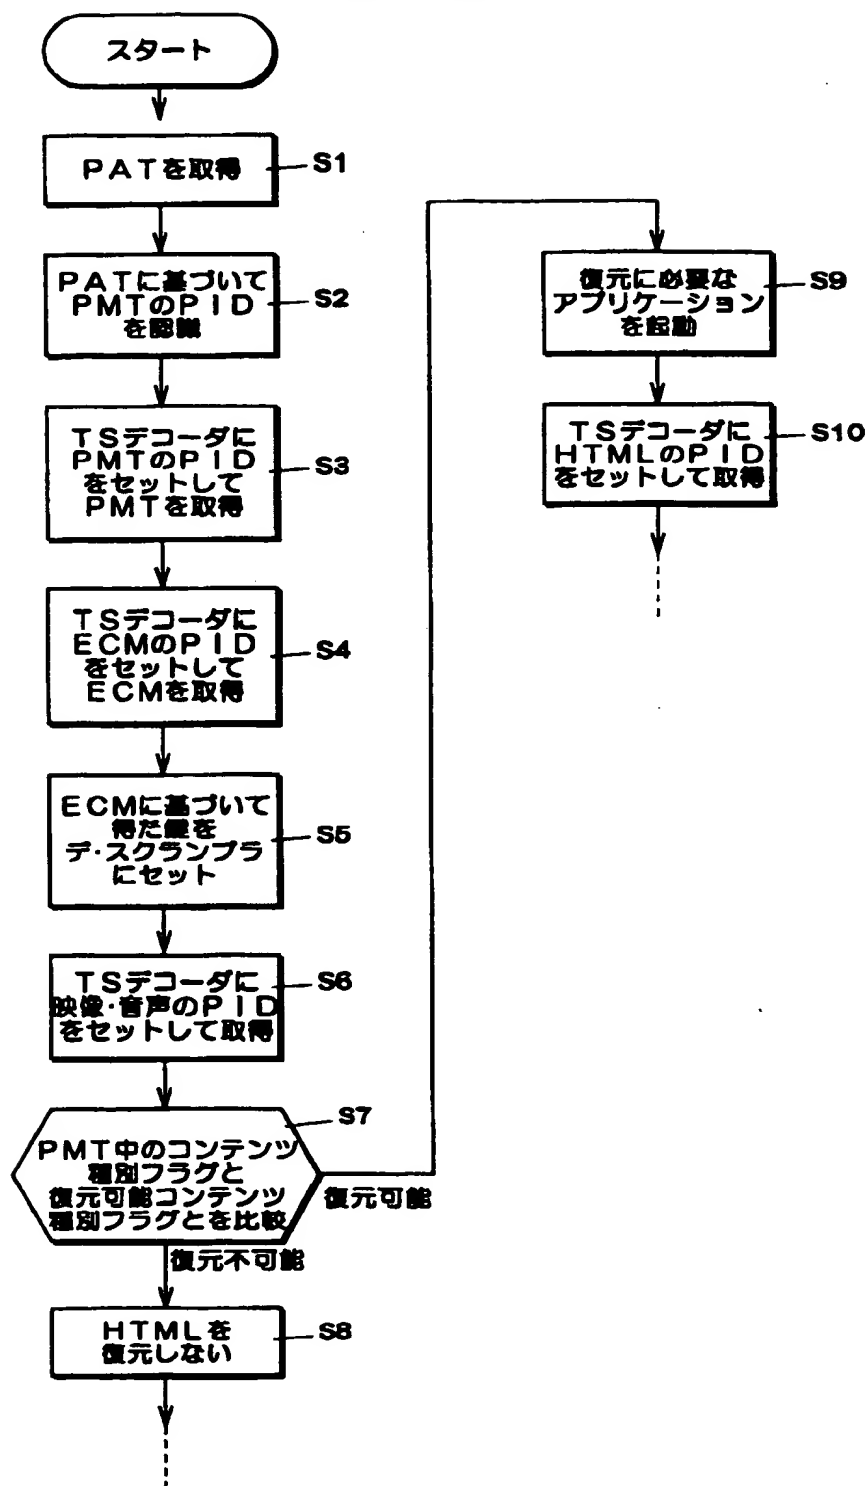 スタート
PATを取得
S1
PATに基づいて
PMTのPID
を認識
S2
TSデコーダに
PMTのPID
をセットして
PMTを取得
S3
TSデコーダに
ECMのPID
をセットして
ECMを取得
S4
ECMに基づいて
得た鍵を
デ・スクランブラ
にセット
S5
TSデコーダに
映像・音声のPID
をセットして取得
S6
PMT中のコンテンツ
種別フラグと
復元可能コンテンツ
種別フラグとを比較
S7
復元可能
復元不可能
HTMLを
復元しない
S8
復元に必要な
アプリケーション
を起動
S9
TSデコーダに
HTMLのPID
をセットして取得
S10